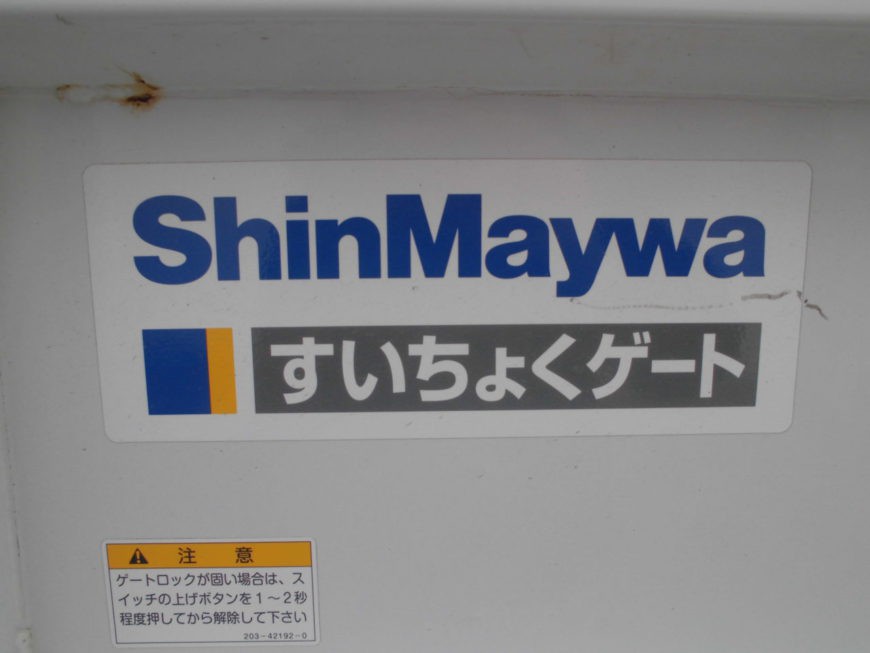 ShinMaywa
すいちょくゲート
注意
ゲートロックが固い場合は、ス
イッチの上げボタンを1~2秒
程度押してから解除して下さい
203-42192-0